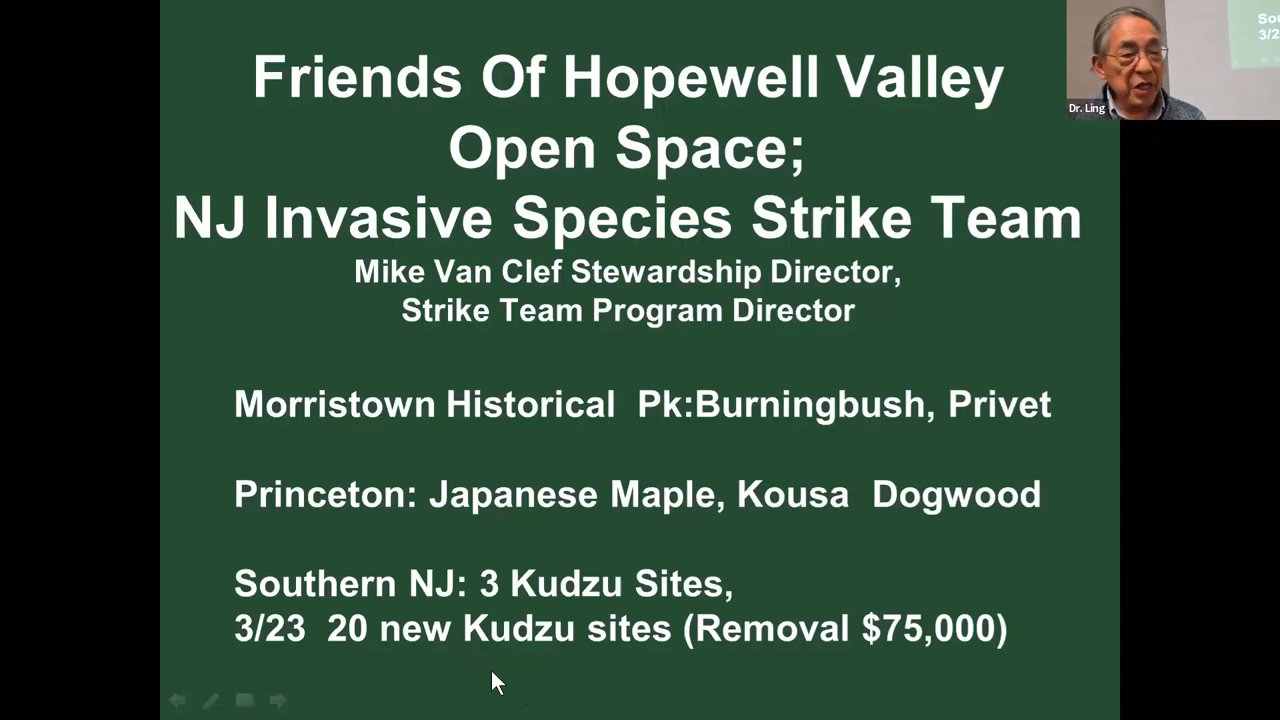 Friends Of Hopewell Valley
Open Space;
NJ Invasive Species Strike Team
Mike Van Clef Stewardship Director,
Strike Team Program Director
Morristown Historical Pk:Burningbush, Privet
Princeton: Japanese Maple, Kousa Dogwood
Southern NJ: 3 Kudzu Sites,
3/23 20 new Kudzu sites (Removal $75,000)
Dr. Ling